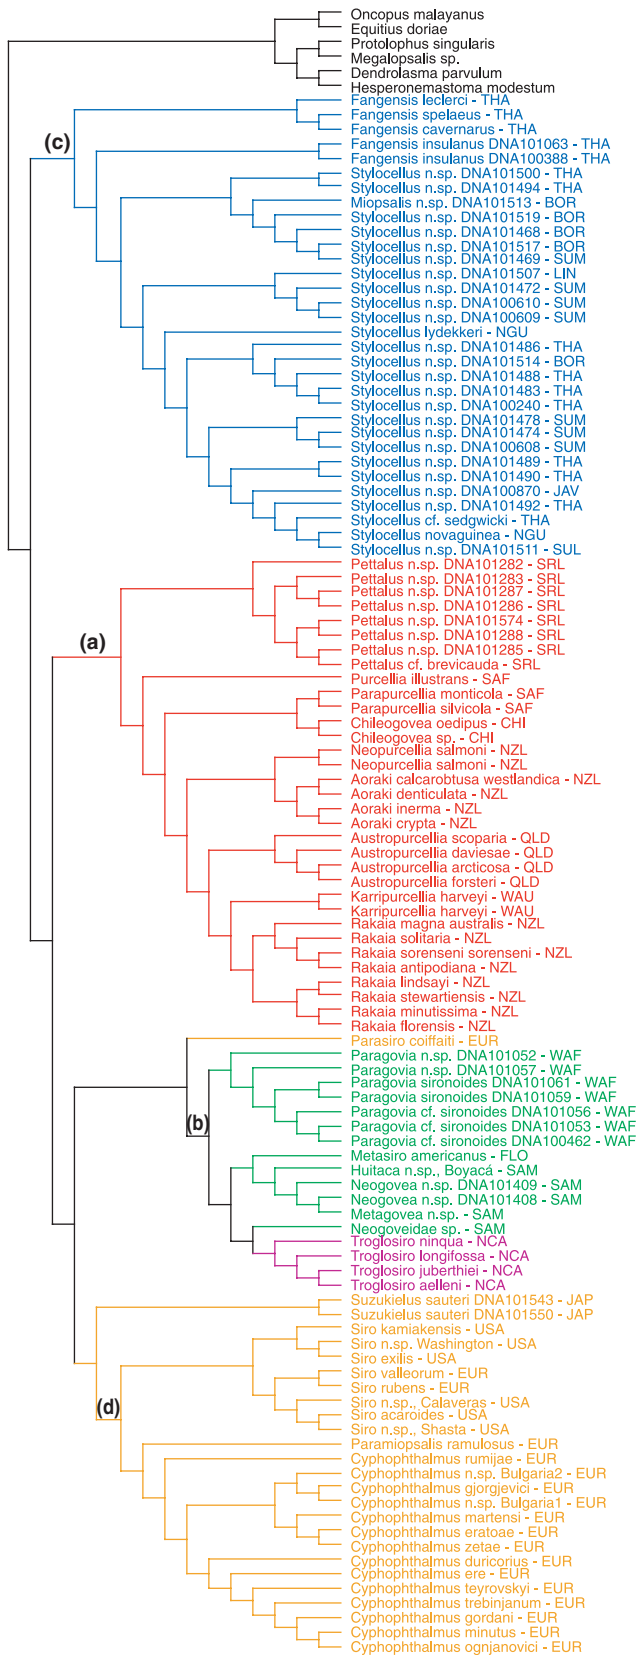 Oncopus malayanus
Equitius doriae
Protolophus singularis
Megalopsalis sp.
Dendrolasma parvulum
Hesperonemastoma modestum
Fangensis leclerci - THA
Fangensis spelaeus - THA
Fangensis cavernarus - THA
(c)
Fangensis insulanus DNA101063 - THA
Fangensis insulanus DNA100388 - THA
Stylocellus n.sp. DNA101500 - THA
Stylocellus n.sp. DNA101494 - THA
Miopsalis n.sp. DNA101513 - BOR
Stylocellus n.sp. DNA101519 - BOR
Stylocellus n.sp. DNA101468 - BOR
Stylocellus n.sp. DNA101517 - BOR
Stylocellus n.sp. DNA101469 - SUM
Stylocellus n.sp. DNA101507 - LIN
Stylocellus n.sp. DNA101472 - SUM
Stylocellus n.sp. DNA100610 - SUM
Stylocellus n.sp. DNA100609 - SUM
Stylocellus lydekkeri - NGU
Stylocellus n.sp. DNA101486 - THA
Stylocellus n.sp. DNA101514 - BOR
Stylocellus n.sp. DNA101488 - THA
Stylocellus n.sp. DNA101483 - THA
Stylocellus n.sp. DNA100240 - THA
Stylocellus n.sp. DNA101478 - SUM
Stylocellus n.sp. DNA101474 - SUM
Stylocellus n.sp. DNA100608 - SUM
Stylocellus n.sp. DNA101489 - THA
Stylocellus n.sp. DNA101490 - THA
Stylocellus n.sp. DNA100870 - JAV
Stylocellus n.sp. DNA101492 - THA
Stylocellus cf. sedgwicki - THA
Stylocellus novaguinea - NGU
Stylocellus n.sp. DNA101511 - SUL
Pettalus n.sp. DNA101282 - SRL
Pettalus n.sp. DNA101283 - SRL
Pettalus n.sp. DNA101287 - SRL
Pettalus n.sp. DNA101286 - SRL
Pettalus n.sp. DNA101574 - SRL
Pettalus n.sp. DNA101288 - SRL
(a)
Pettalus n.sp. DNA101285 - SRL
Pettalus cf. brevicauda - SRL
Purcellia illustrans - SAF
Parapurcellia monticola - SAF
Parapurcellia silvicola - SAF
Chileogovea oedipus - CHI
Chileogovea sp. - CHI
Neopurcellia salmoni - NZL
Neopurcellia salmoni - NZL
Aoraki calcarobtusa westlandica - NZL
Aoraki denticulata - NZL
Aoraki inerma - NZL
Aoraki crypta - NZL
Austropurcellia scoparia - QLD
Austropurcellia daviesae - QLD
Austropurcellia arcticosa - QLD
Austropurcellia forsteri - QLD
Karripurcellia harveyi - WAU
Karripurcellia harveyi - WAU
Rakaia magna australis - NZL
Rakaia solitaria - NZL
Rakaia sorenseni sorenseni - NZL
Rakaia antipodiana - NZL
Rakaia lindsayi - NZL
Rakaia stewartiensis - NZL
Rakaia minutissima - NZL
Rakaia florensis - NZL
Parasiro coiffaiti - EUR
Paragovia n.sp. DNA101052 - WAF
Paragovia n.sp. DNA101057 - WAF
Paragovia sironoides DNA101061 - WAF
Paragovia sironoides DNA101059 - WAF
Paragovia cf. sironoides DNA101056 - WAF
(b)
Paragovia cf. sironoides DNA101053 - WAF
Paragovia cf. sironoides DNA100462 - WAF
Metasiro americanus - FLO
Huitaca n.sp., Boyacá - SAM
Neogovea n.sp. DNA101409 - SAM
Neogovea n.sp. DNA101408 - SAM
Metagovea n.sp. - SAM
Neogoveidae sp. - SAM
Troglosiro ninqua - NCA
Troglosiro longifossa - NCA
Troglosiro juberthiei - NCA
Troglosiro aelleni - NCA
Suzukielus sauteri DNA101543 - JAP
Suzukielus sauteri DNA101550 - JAP
Siro kamiakensis - USA
Siro n.sp. Washington - USA
Siro exilis - USA
Siro valleorum - EUR
Siro rubens - EUR
Siro n.sp., Calaveras - USA
(d)
Siro acaroides - USA
Siro n.sp., Shasta - USA
Paramiopsalis ramulosus - EUR
Cyphophthalmus rumijae - EUR
Cyphophthalmus n.sp. Bulgaria2 - EUR
Cyphophthalmus gjorgjevici - EUR
Cyphophthalmus n.sp. Bulgaria1 - EUR
Cyphophthalmus martensi - EUR
Cyphophthalmus eratoae - EUR
Cyphophthalmus zetae - EUR
Cyphophthalmus duricorius - EUR
Cyphophthalmus ere - EUR
Cyphophthalmus teyrovskyi - EUR
Cyphophthalmus trebinjanum - EUR
Cyphophthalmus gordani - EUR
Cyphophthalmus minutus - EUR
Cyphophthalmus ognjanovici - EUR